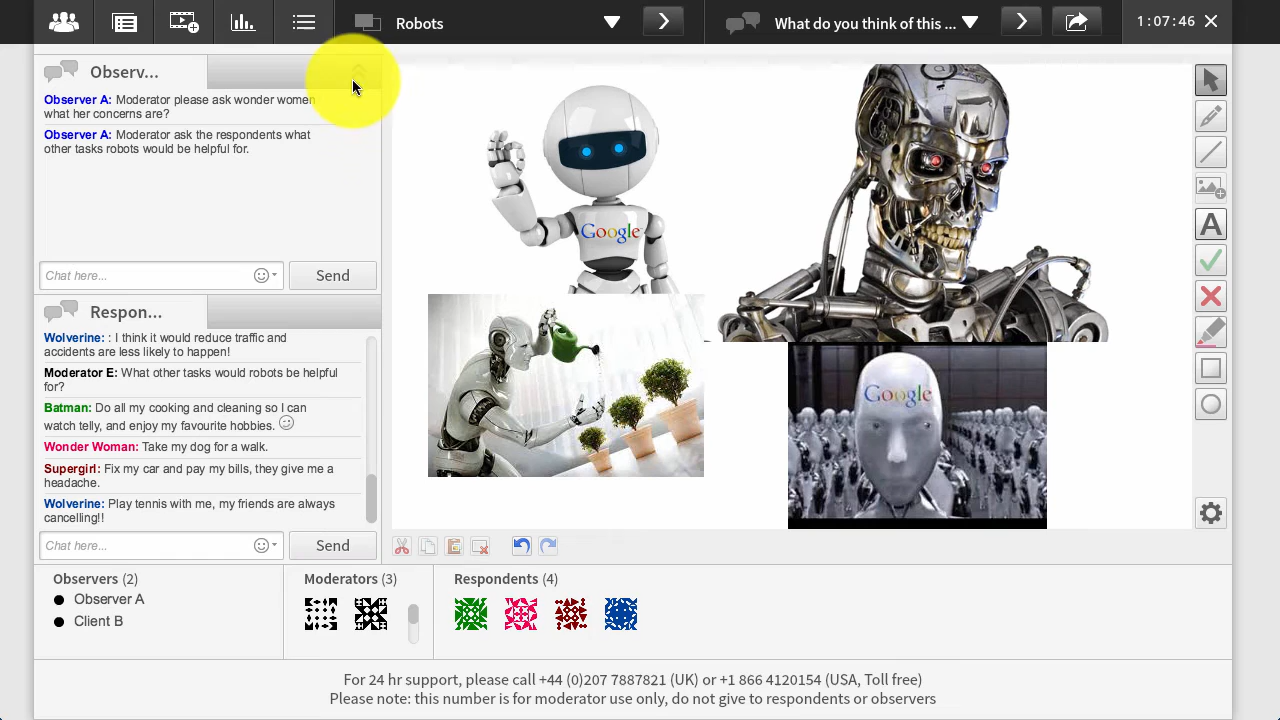 Robots
What do you think of this ...
1:07:46
Observ...
Observer A: Moderator please ask wonder women
what her concerns are?
Observer A: Moderator ask the respondents what
other tasks robots would be helpful for.
Chat here...
Send
Respon...
Wolverine: : I think it would reduce traffic and
accidents are less likely to happen!
Moderator E: What other tasks would robots be helpful
for?
Batman: Do all my cooking and cleaning so I can
watch telly, and enjoy my favourite hobbies.
Wonder Woman: Take my dog for a walk.
Supergirl: Fix my car and pay my bills, they give me a
headache.
Wolverine: Play tennis with me, my friends are always
cancelling!!
Chat here...
Send
Google
Google
A
Observers (2)
Observer A
Client B
Moderators (3)
Respondents (4)
For 24 hr support, please call +44 (0)207 7887821 (UK) or +1 866 4120154 (USA, Toll free)
Please note: this number is for moderator use only, do not give to respondents or observers